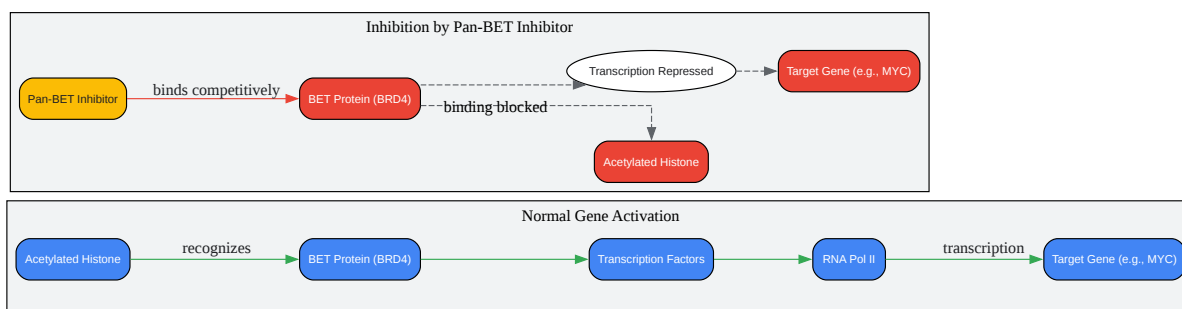 Inhibition by Pan-BET Inhibitor
Transcription Repressed
Target Gene (e.g., MYC)
Pan-BET Inhibitor
binds competitively
BET Protein (BRD4)
binding blocked
Acetylated Histone
Normal Gene Activation
Acetylated Histone
recognizes
BET Protein (BRD4)
Transcription Factors
RNA Pol II
transcription
Target Gene (e.g., MYC)